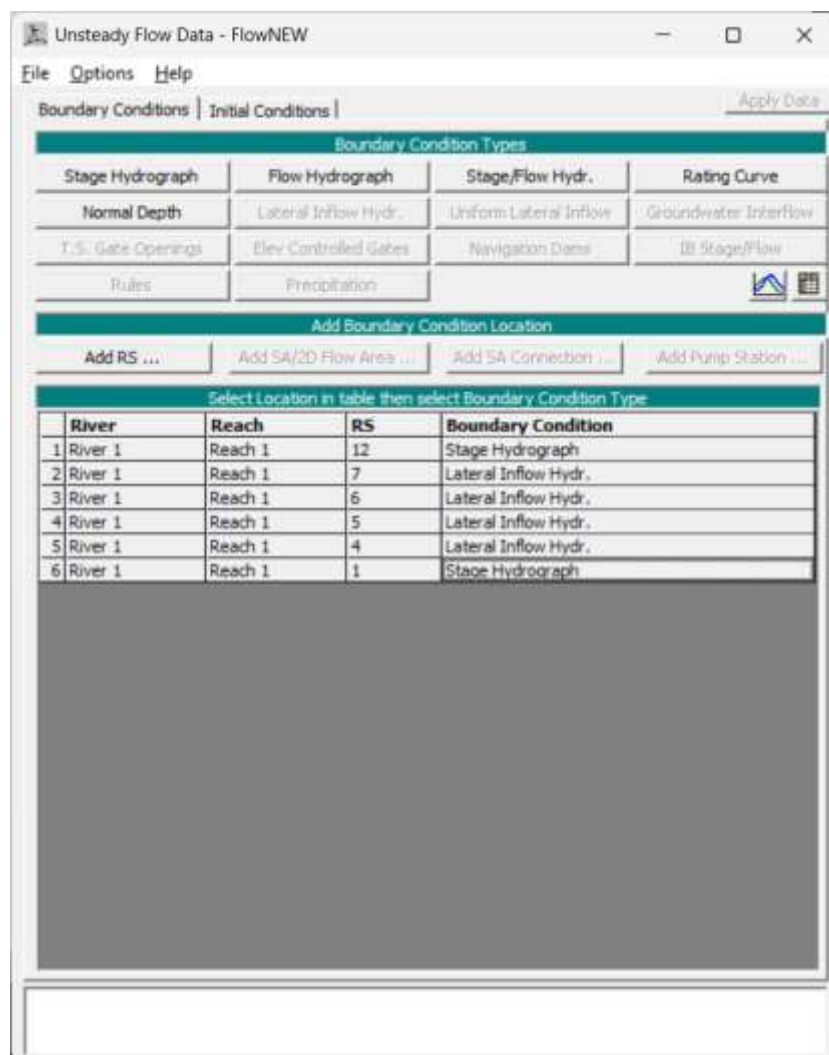 Unsteady Flow Data - FlowNEW
File Options Help
Boundary Conditions Initial Conditions Apply Data
Boundary Condition Types
Stage Hydrograph Flow Hydrograph Stage/Flow Hydr. Rating Curve
Normal Depth Lateral Inflow Hydr. Uniform Lateral Inflow Groundwater Interflow
T.S. Gate Openings Elev Controlled Gates Navigation Dams IB Stage/Flow
Rules Precipitation
Add Boundary Condition Location
Add RS ... Add SA/2D Flow Area ... Add SA Connection ... Add Pump Station ...
Select Location in table then select Boundary Condition Type
River Reach RS Boundary Condition
1 River 1 Reach 1 12 Stage Hydrograph
2 River 1 Reach 1 7 Lateral Inflow Hydr.
3 River 1 Reach 1 6 Lateral Inflow Hydr.
4 River 1 Reach 1 5 Lateral Inflow Hydr.
5 River 1 Reach 1 4 Lateral Inflow Hydr.
6 River 1 Reach 1 1 Stage Hydrograph